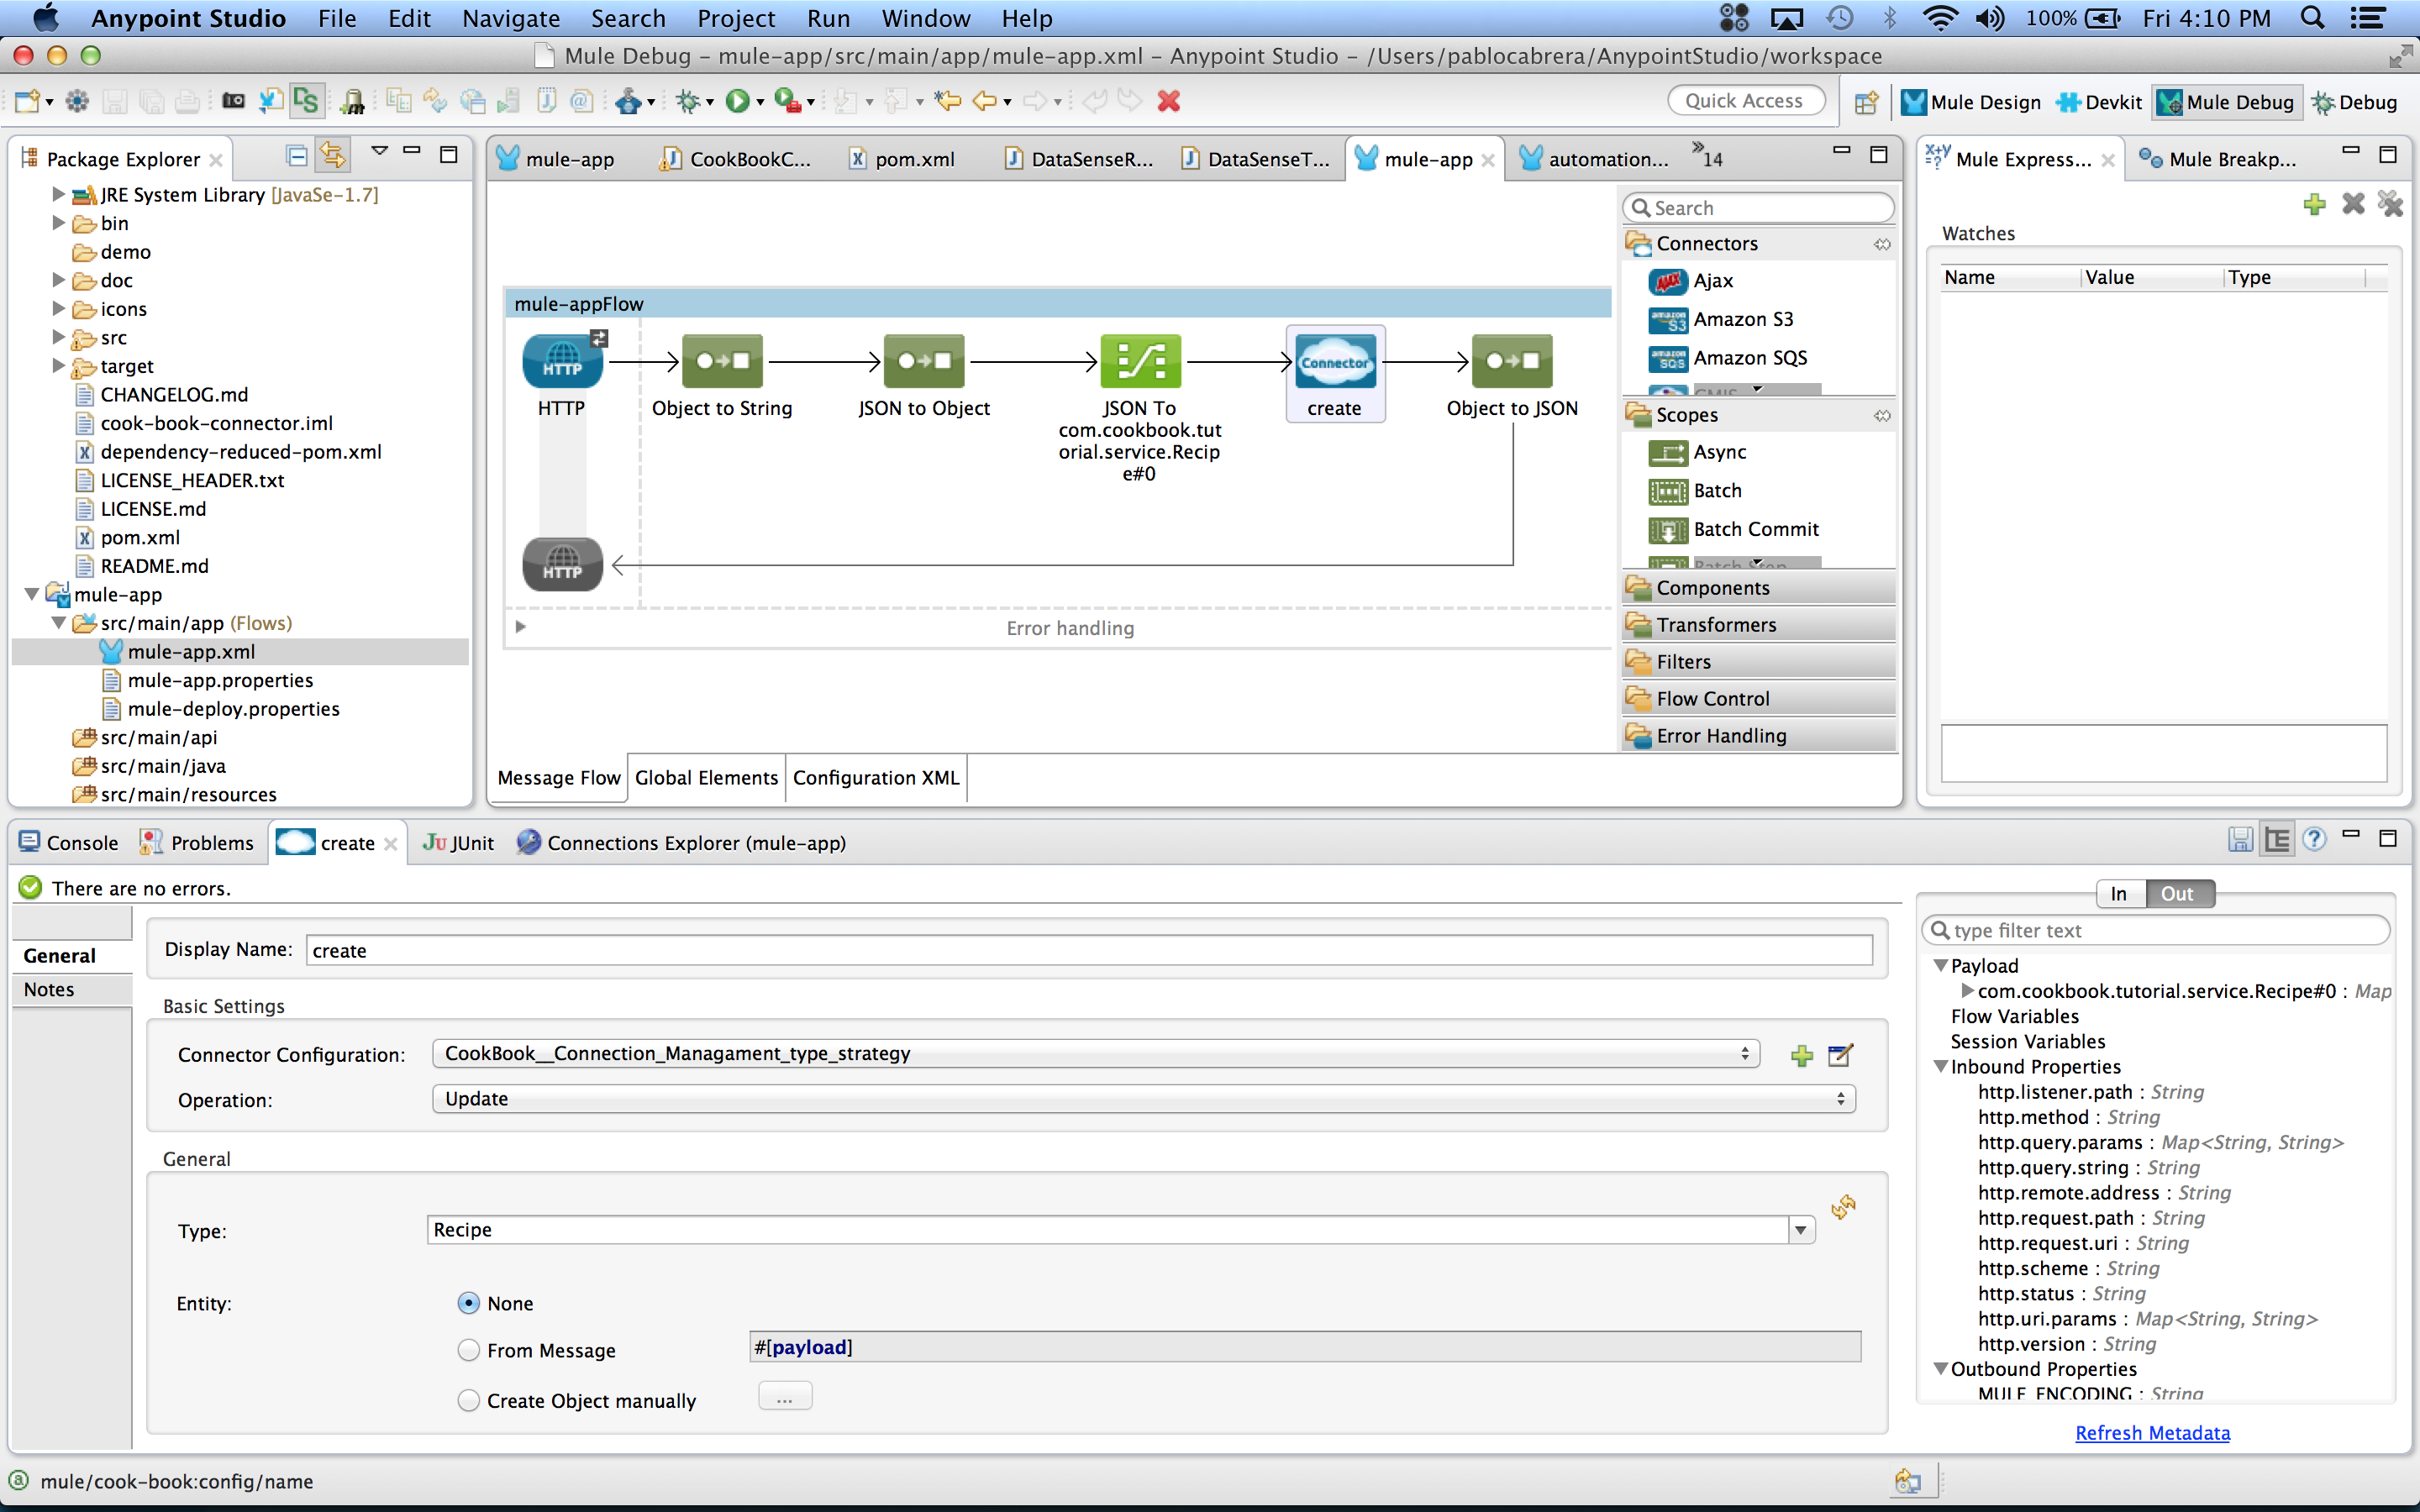 Anypoint Studio File Edit Navigate Search Project Run Window Help 100% Fri 4:10 PM
Mule Debug – mule-app/src/main/app/mule-app.xml – Anypoint Studio – /Users/pablocabrera/AnypointStudio/workspace
Quick Access Mule Design Devkit Mule Debug Debug
Package Explorer
JRE System Library [JavaSe-1.7]
bin
demo
doc
icons
src
target
CHANGELOG.md
cook-book-connector.iml
dependency-reduced-pom.xml
LICENSE_HEADER.txt
LICENSE.md
pom.xml
README.md
mule-app
src/main/app (Flows)
mule-app.xml
mule-app.properties
mule-deploy.properties
src/main/api
src/main/java
src/main/resources
mule-app CookBookC... pom.xml DataSenseR... DataSenseT... mule-app automation... »14
mule-appFlow
HTTP
HTTP
Object to String
JSON to Object
JSON To
com.cookbook.tut
orial.service.Recip
e#0
Connector
create
Object to JSON
HTTP
Error handling
Search
Connectors
Ajax
Amazon S3
Amazon SQS
CMIS
Scopes
Async
Batch
Batch Commit
Batch Step
Components
Transformers
Filters
Flow Control
Error Handling
Message Flow Global Elements Configuration XML
Mule Express... Mule Breakp...
Watches
Name Value Type
Console Problems create JUnit Connections Explorer (mule-app)
There are no errors.
General
Notes
Display Name: create
Basic Settings
Connector Configuration: CookBook__Connection_Managament_type_strategy
Operation: Update
General
Type: Recipe
Entity: None
From Message #[payload]
Create Object manually ...
In Out
type filter text
Payload
com.cookbook.tutorial.service.Recipe#0 : Map
Flow Variables
Session Variables
Inbound Properties
http.listener.path : String
http.method : String
http.query.params : Map<String, String>
http.query.string : String
http.remote.address : String
http.request.path : String
http.request.uri : String
http.scheme : String
http.status : String
http.uri.params : Map<String, String>
http.version : String
Outbound Properties
MULE_ENCODING : String
Refresh Metadata
mule/cook-book:config/name